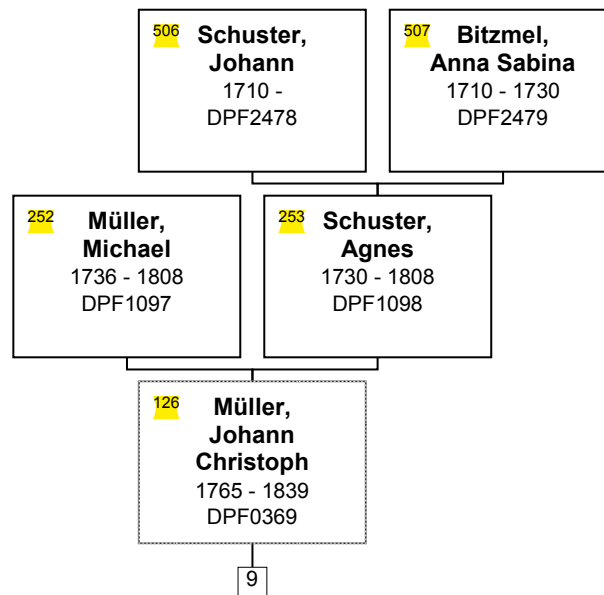 506 Schuster,
Johann
1710 -
DPF2478
507 Bitzmel,
Anna Sabina
1710 - 1730
DPF2479
252 Müller,
Michael
1736 - 1808
DPF1097
253 Schuster,
Agnes
1730 - 1808
DPF1098
126 Müller,
Johann
Christoph
1765 - 1839
DPF0369
9